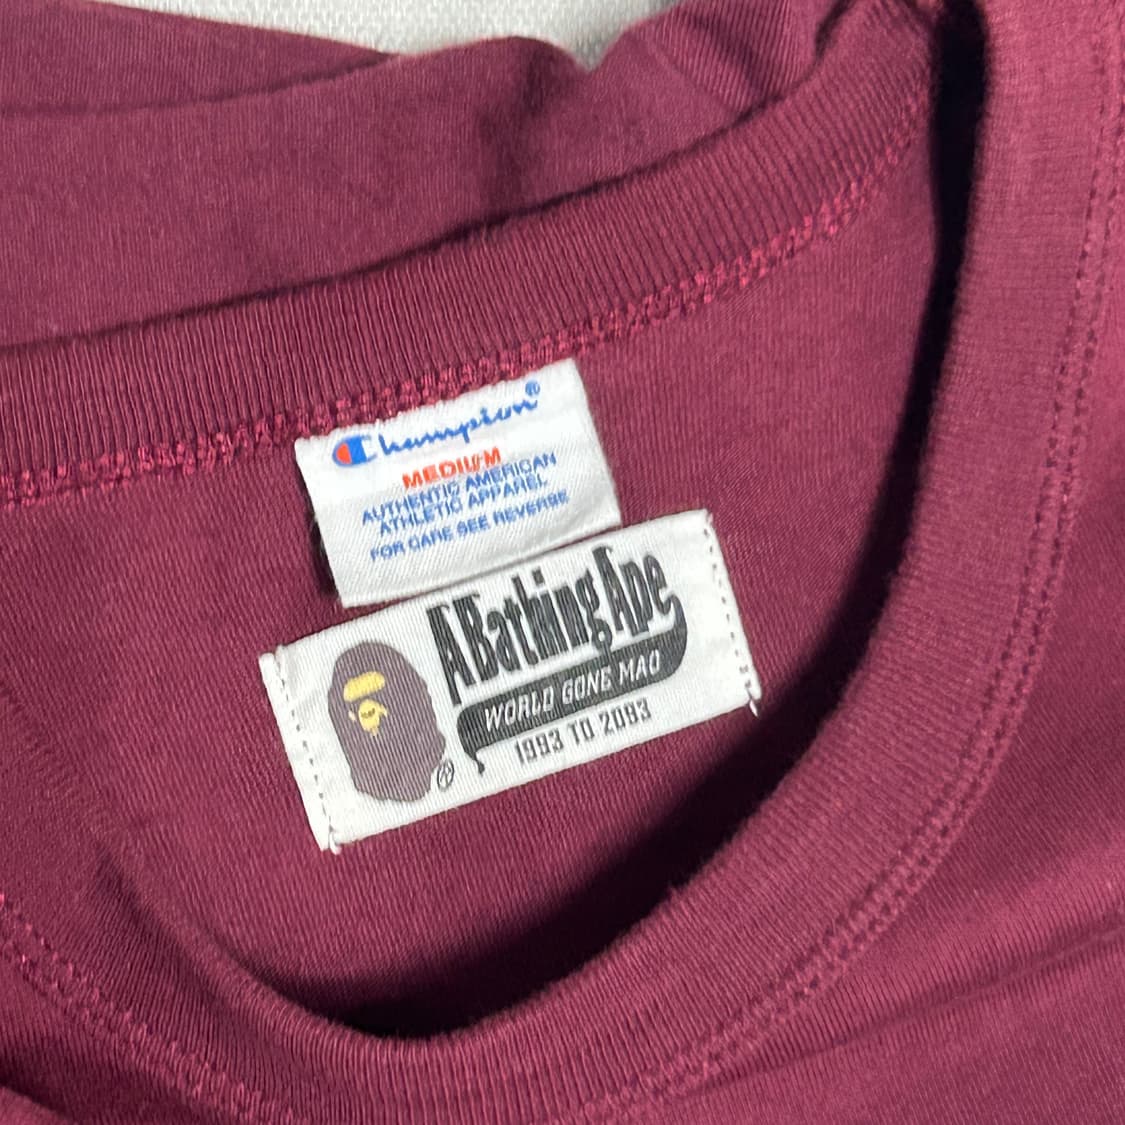 Champion®
MEDIUM
AUTHENTIC AMERICAN
ATHLETIC APPAREL
FOR CARE SEE REVERSE
A Bathing Ape
WORLD GONE MAD
1993 TO 2093
®